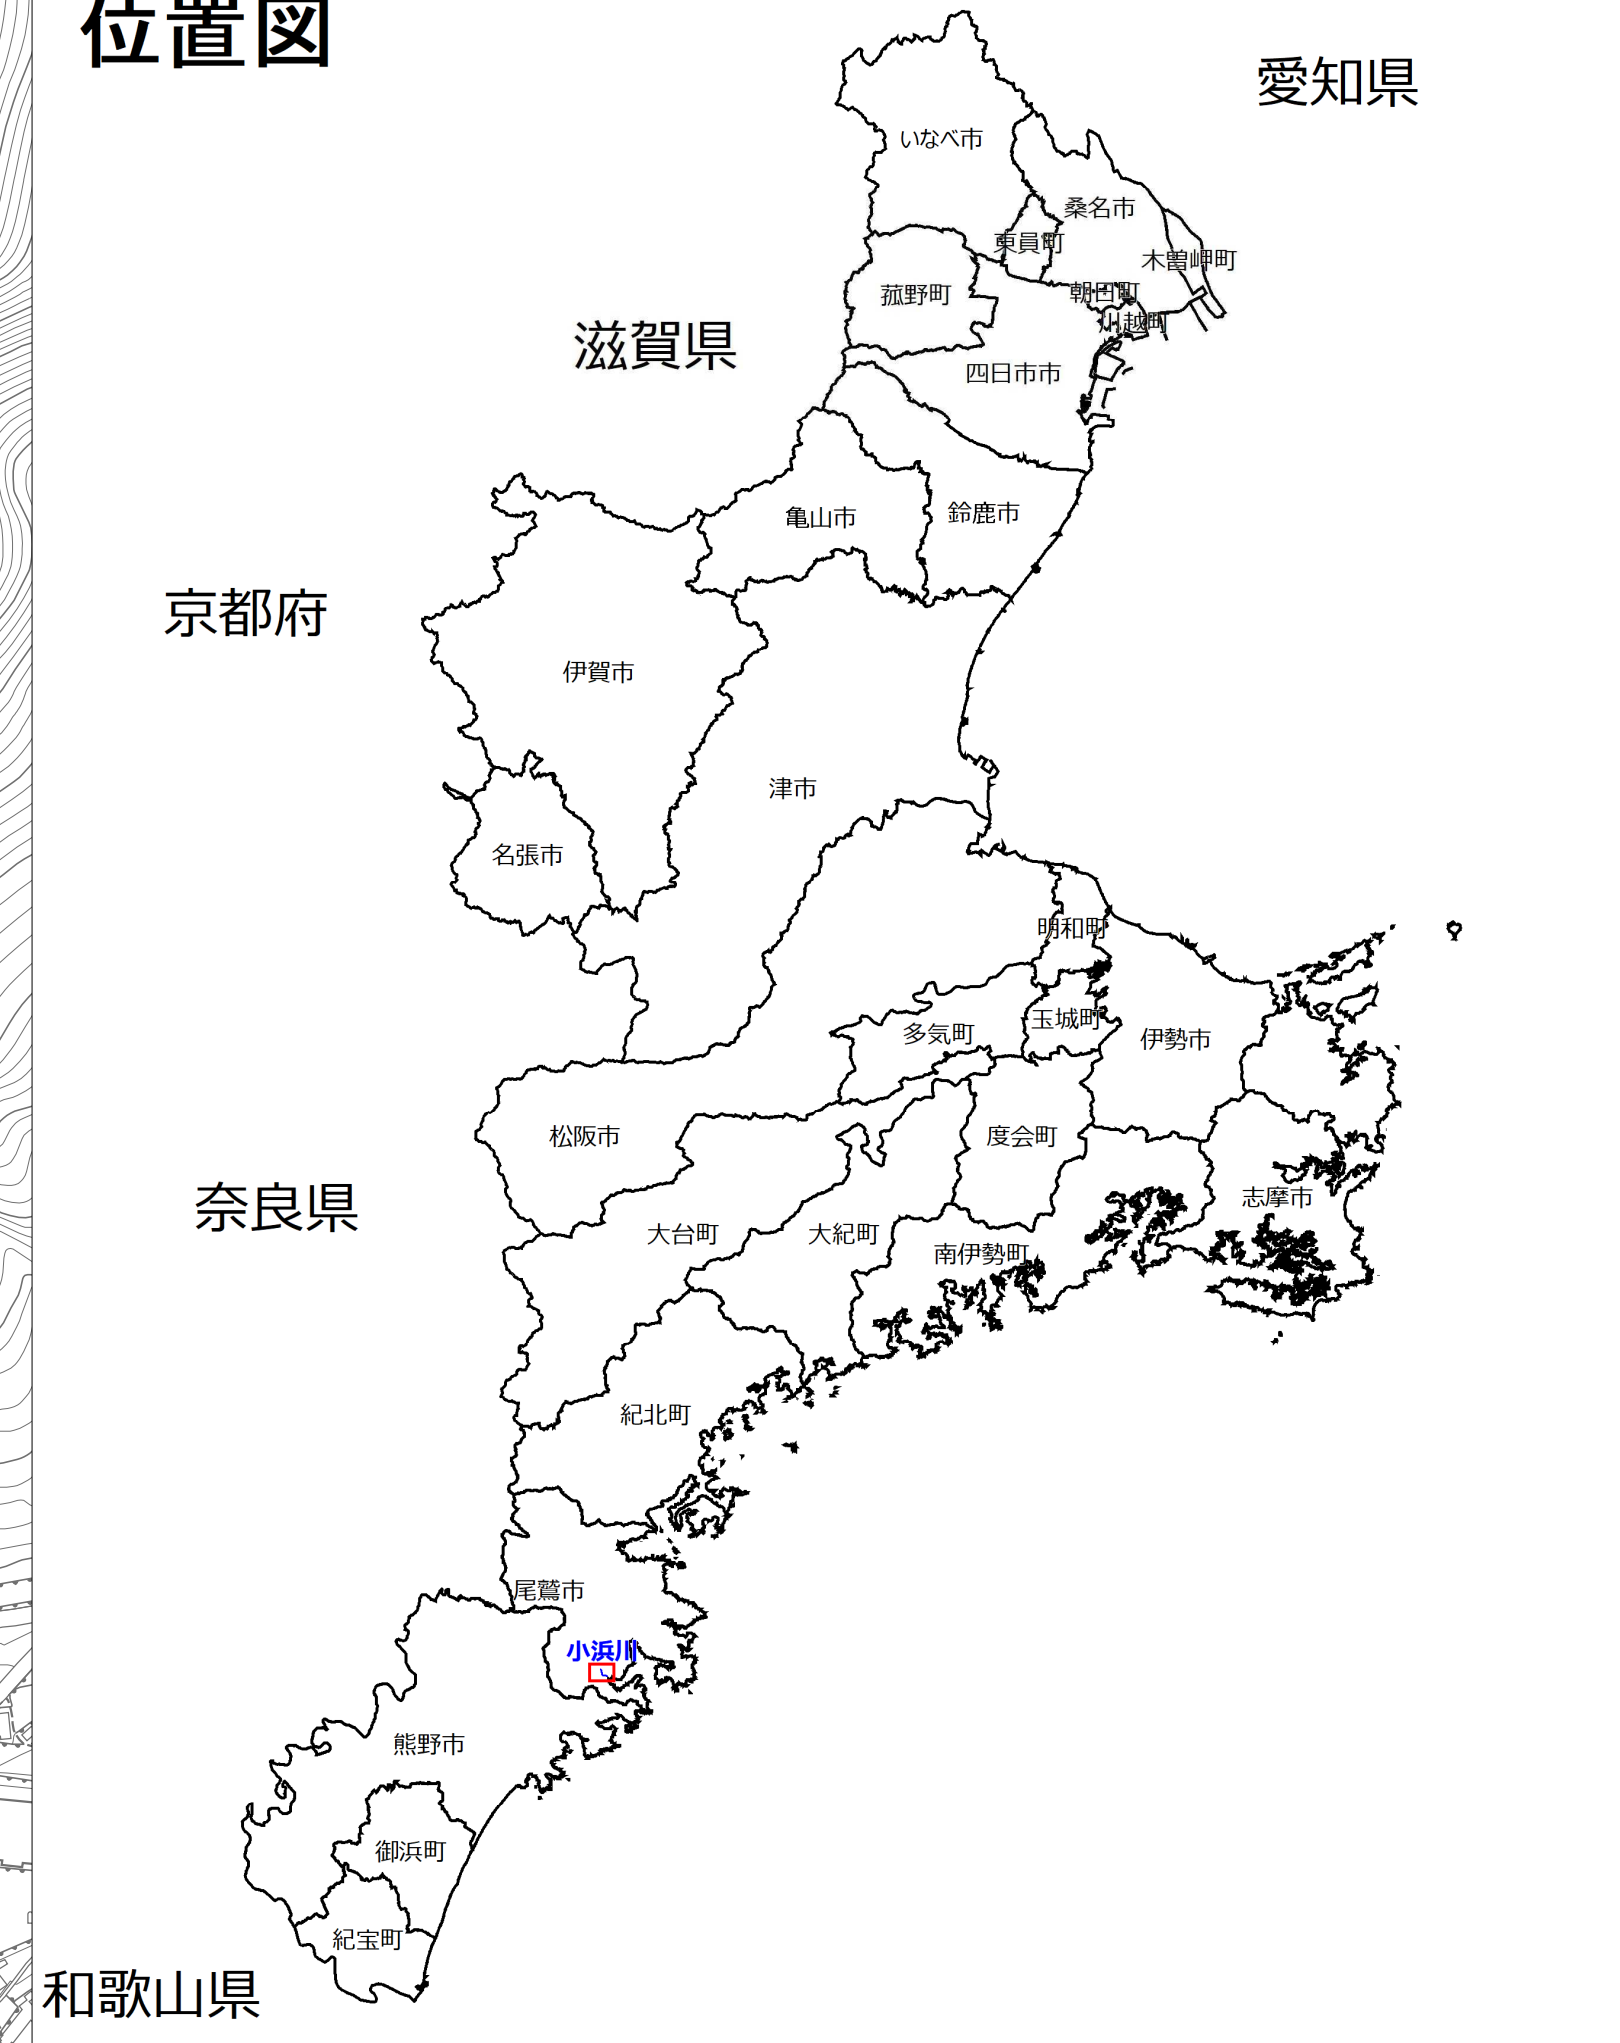 位置図
愛知県
いなべ市
桑名市
東員町
木曽岬町
菰野町
朝日町
川越町
滋賀県
四日市市
亀山市
鈴鹿市
京都府
伊賀市
津市
名張市
明和町
玉城町
多気町
伊勢市
松阪市
度会町
奈良県
志摩市
大台町
大紀町
南伊勢町
紀北町
尾鷲市
小浜川
熊野市
御浜町
紀宝町
和歌山県